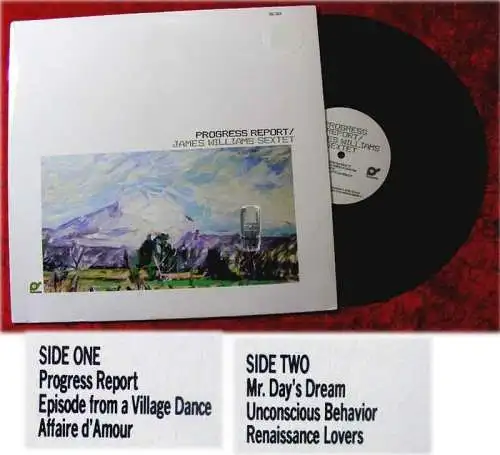 PROGRESS REPORT/
JAMES WILLIAMS SEXTET
PROGRESS
REPORT/
JAMES WILLIAMS
SEXTET
SIDE ONE
Progress Report
Episode from a Village Dance
Affaire d'Amour
SIDE TWO
Mr. Day's Dream
Unconscious Behavior
Renaissance Lovers